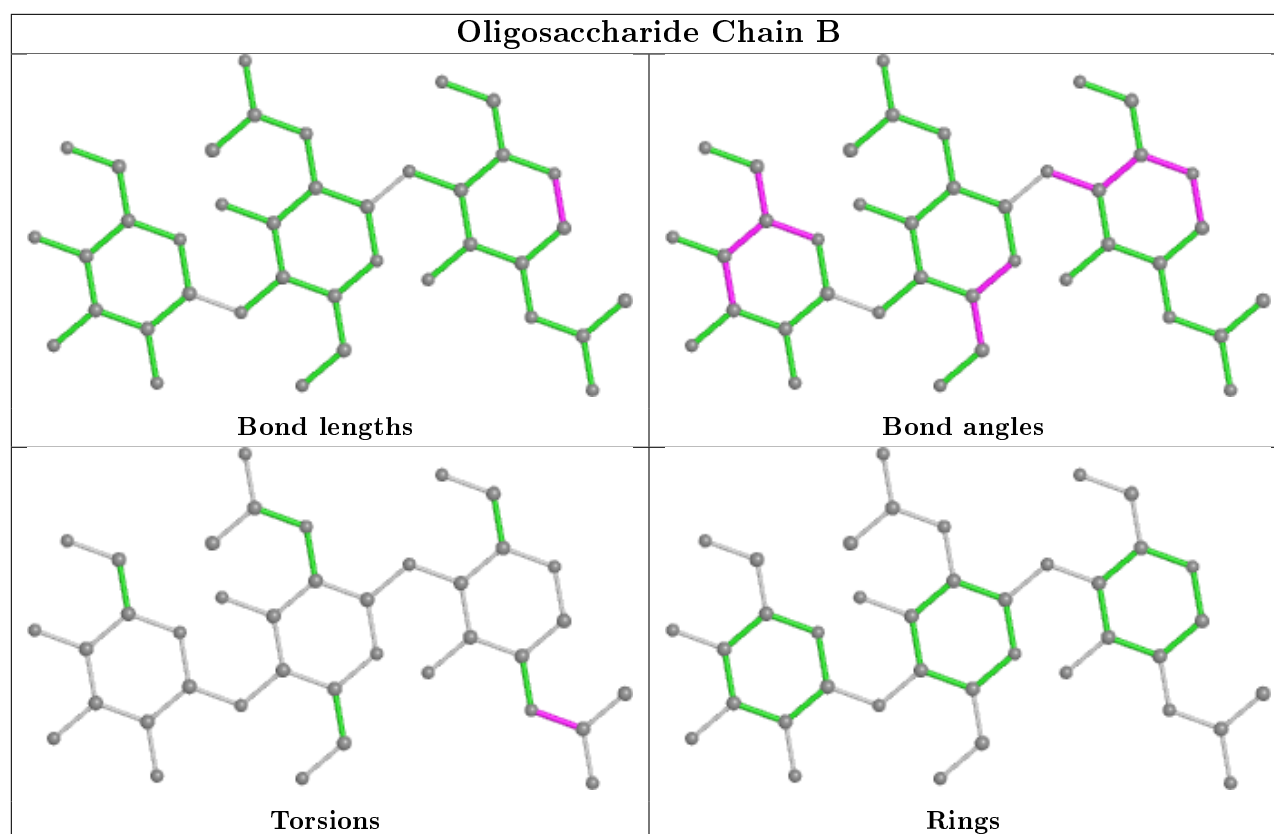 Oligosaccharide Chain B
Bond lengths
Bond angles
Torsions
Rings